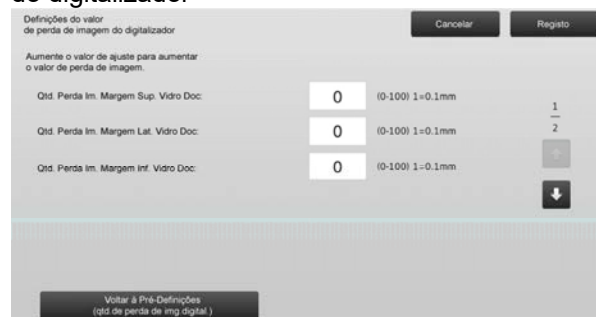 do digitalizador
Definições do valor
de perda de imagem do digitalizador
Cancelar
Registo
Aumente o valor de ajuste para aumentar
o valor de perda de imagem.
Qtd. Perda Im. Margem Sup. Vidro Doc: 0 (0-100) 1=0.1mm
Qtd. Perda Im. Margem Lat. Vidro Doc: 0 (0-100) 1=0.1mm
Qtd. Perda Im. Margem Inf. Vidro Doc: 0 (0-100) 1=0.1mm
1
2
Voltar à Pré-Definições
(qtd.de perda de img digital.)